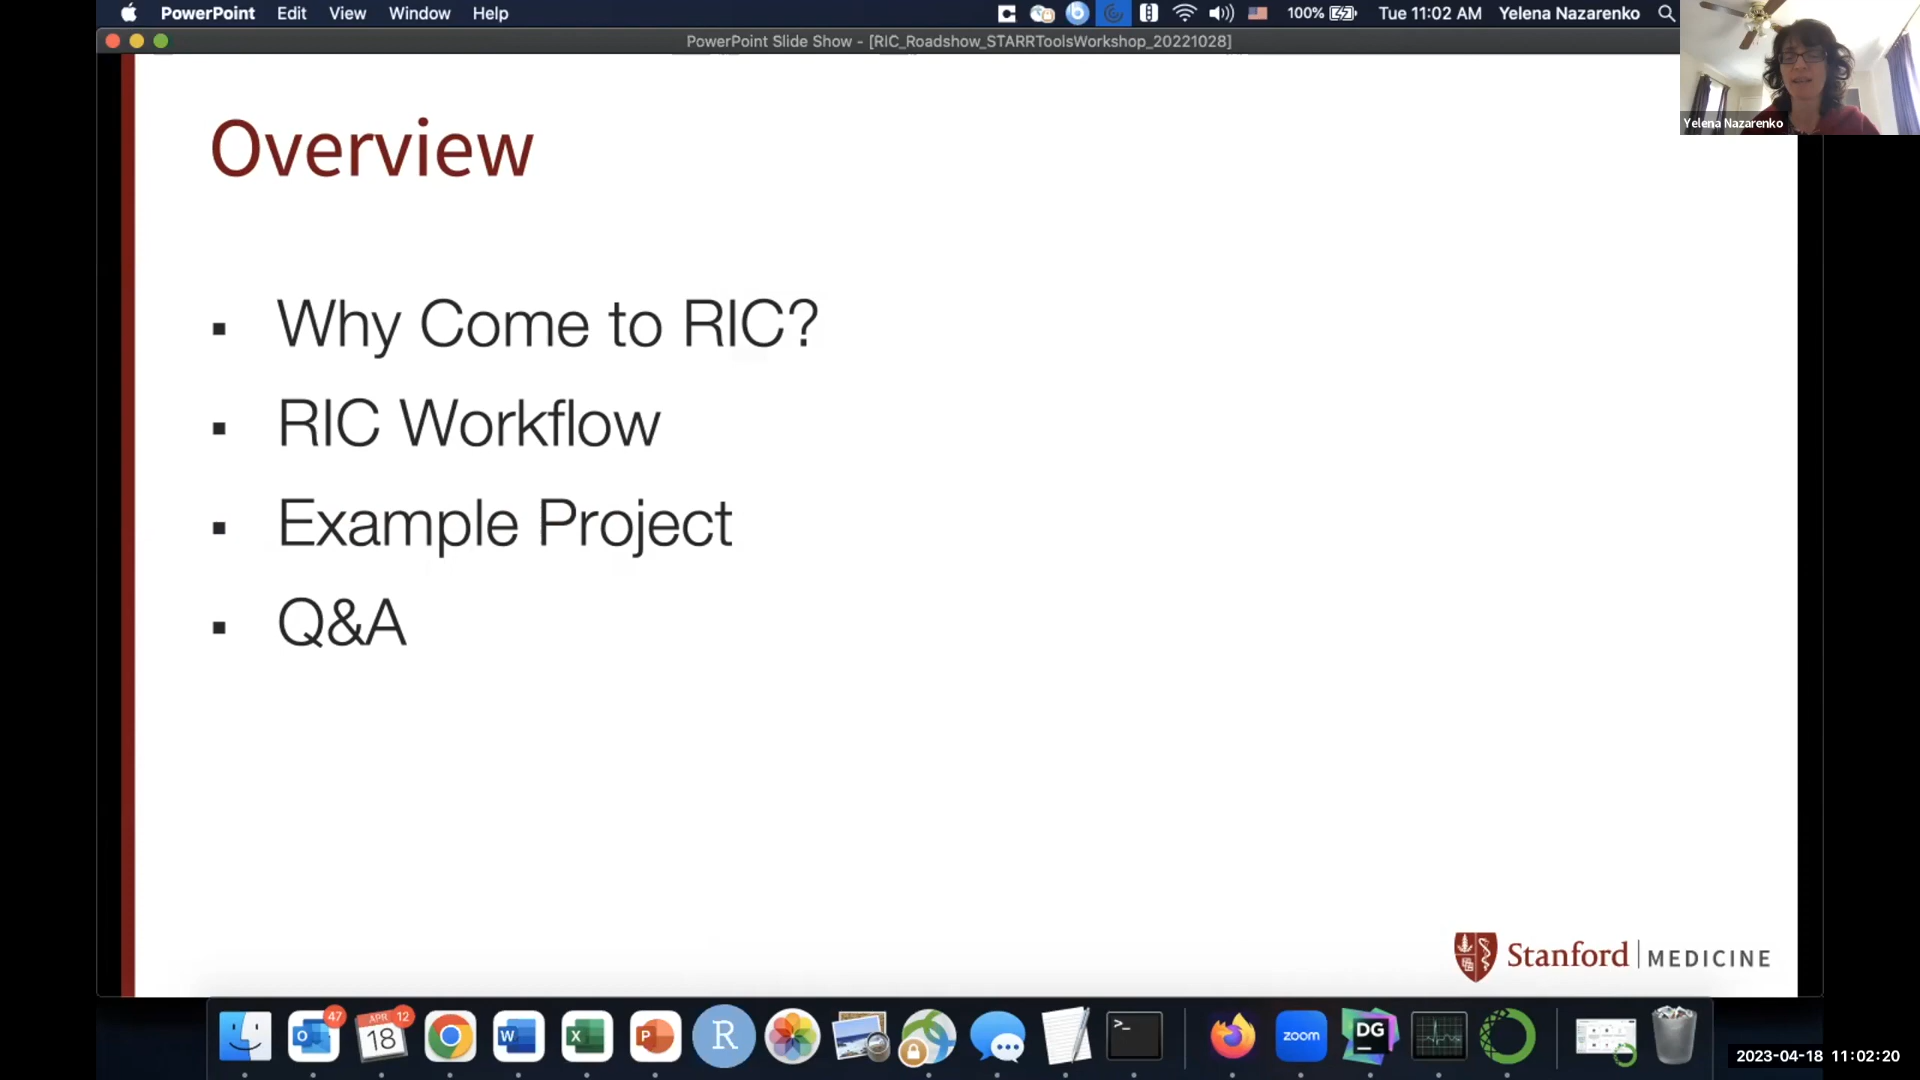 PowerPoint Edit View Window Help 100% Tue 11:02 AM Yelena Nazarenko
PowerPoint Slide Show - [RIC_Roadshow_STARRToolsWorkshop_20221028]
Yelena Nazarenko
Overview
▪ Why Come to RIC?
▪ RIC Workflow
▪ Example Project
▪ Q&A
Stanford | MEDICINE
47 APR 12
O 18 W X P R >_ zoom DG
2023-04-18 11:02:20